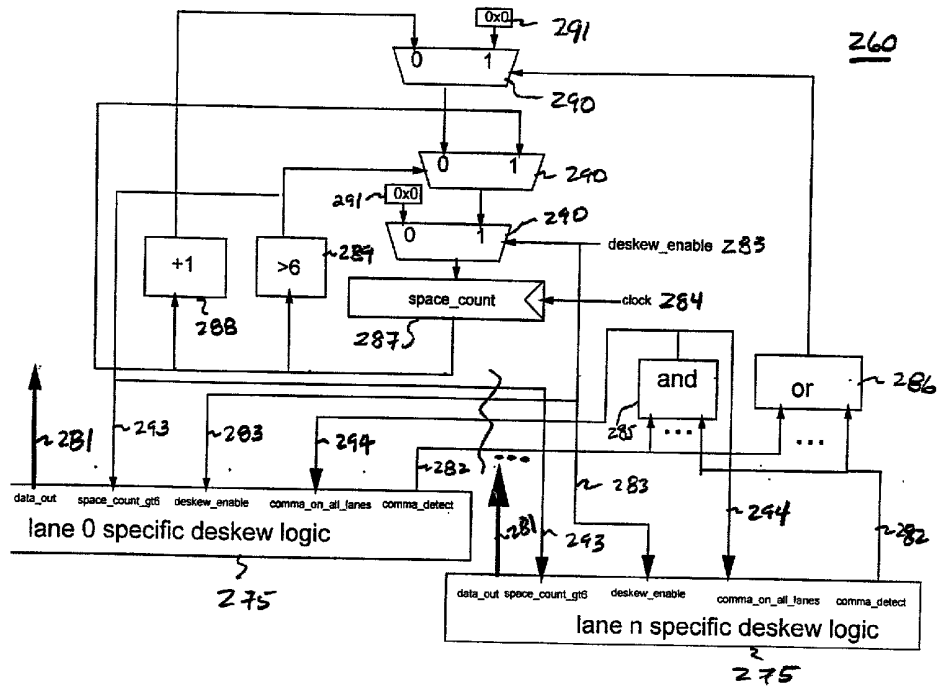 0x0 291
260
0 1
290
0 1
290
291 0x0
290
0 1
deskew_enable 283
+1
>6
289
space_count
clock 284
288
287
and
or
286
285
...
...
281
293
283
294
282
...
283
281
293
294
282
data_out space_count_gt6 deskew_enable comma_on_all_lanes comma_detect
lane 0 specific deskew logic
275
data_out space_count_gt6 deskew_enable comma_on_all_lanes comma_detect
lane n specific deskew logic
275